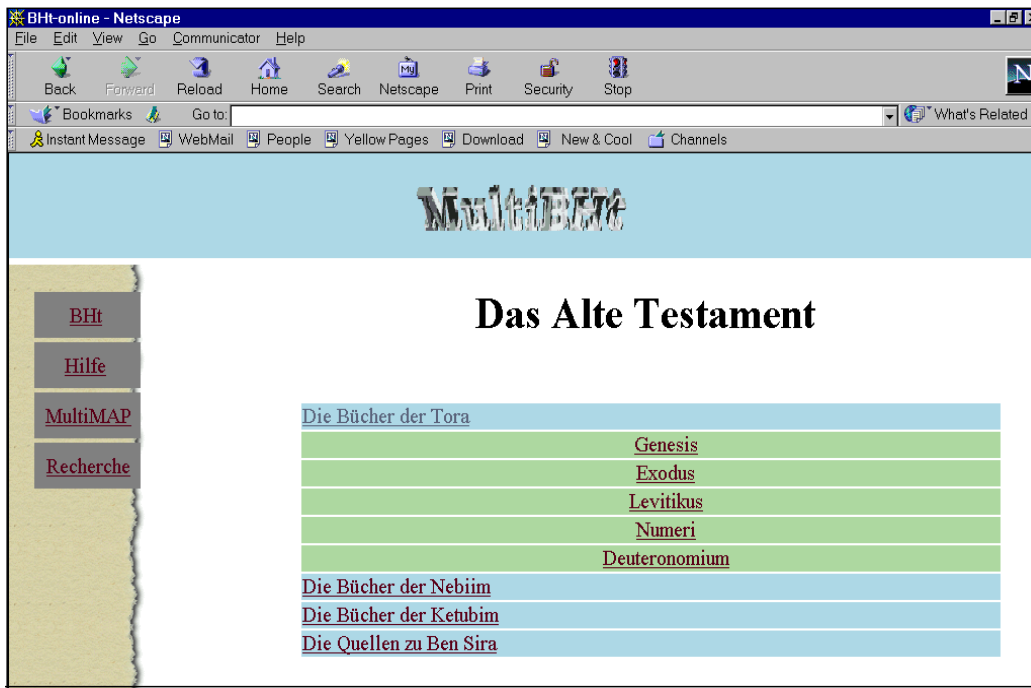 BHt-online - Netscape
File Edit View Go Communicator Help
Back Forward Reload Home Search Netscape Print Security Stop
Bookmarks Go to: What's Related
Instant Message WebMail People Yellow Pages Download New & Cool Channels
MultiBHt
BHt
Hilfe
MultiMAP
Recherche
Das Alte Testament
Die Bücher der Tora
Genesis
Exodus
Levitikus
Numeri
Deuteronomium
Die Bücher der Nebiim
Die Bücher der Ketubim
Die Quellen zu Ben Sira